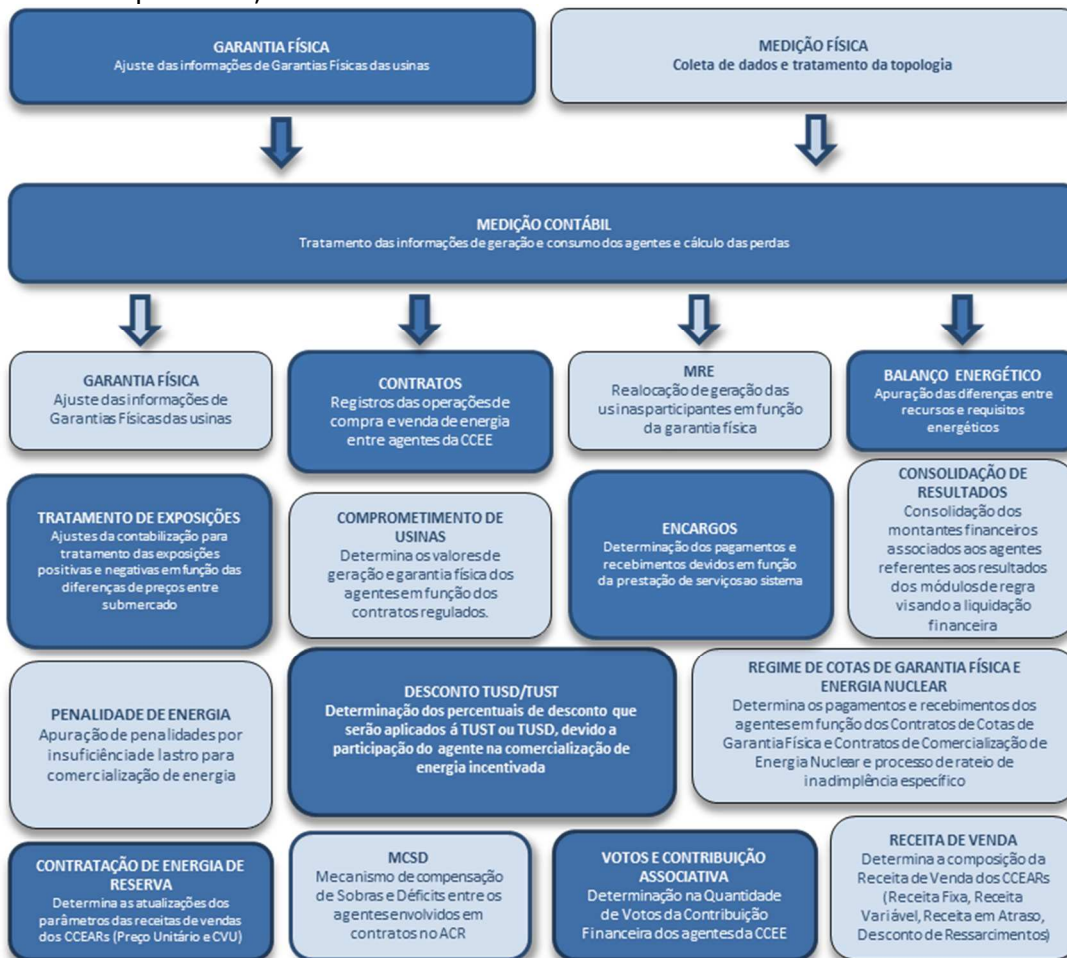 GARANTIA FÍSICA
Ajuste das informações de Garantias Físicas das usinas
MEDIÇÃO FÍSICA
Coleta de dados e tratamento da topologia
MEDIÇÃO CONTÁBIL
Tratamento das informações de geração e consumo dos agentes e cálculo das perdas
GARANTIA FÍSICA
Ajuste das informações de
Garantias Físicas das usinas
CONTRATOS
Registros das operações de
compra e venda de energia
entre agentes da CCEE
MRE
Realocação de geração das
usinas participantes em função
da garantia física
BALANÇO ENERGÉTICO
Apuração das diferenças entre
recursos e requisitos
energéticos
TRATAMENTO DE EXPOSIÇÕES
Ajustes da contabilização para
tratamento das exposições
positivas e negativas em função das
diferenças de preços entre
submercado
COMPROMETIMENTO DE
USINAS
Determina os valores de
geração e garantia física dos
agentes em função dos
contratos regulados.
ENCARGOS
Determinação dos pagamentos e
recebimentos devidos em função
da prestação de serviços ao sistema
CONSOLIDAÇÃO DE
RESULTADOS
Consolidação dos
montantes financeiros
associados aos agentes
referentes aos resultados
dos módulos de regra
visando a liquidação
financeira
PENALIDADE DE ENERGIA
Apuração de penalidades por
insuficiência de lastro para
comercialização de energia
DESCONTO TUSD/TUST
Determinação dos percentuais de desconto que
serão aplicados á TUST ou TUSD, devido a
participação do agente na comercialização de
energia incentivada
REGIME DE COTAS DE GARANTIA FÍSICA E
ENERGIA NUCLEAR
Determina os pagamentos e recebimentos dos
agentes em função dos Contratos de Cotas de
Garantia Física e Contratos de Comercialização de
Energia Nuclear e processo de rateio de
inadimplência específico
CONTRATAÇÃO DE ENERGIA DE
RESERVA
Determina as atualizações dos
parâmetros das receitas de vendas
dos CCEARs (Preço Unitário e CVU)
MCSD
Mecanismo de compensação
de Sobras e Déficits entre os
agentes envolvidos em
contratos no ACR
VOTOS E CONTRIBUIÇÃO
ASSOCIATIVA
Determinação na Quantidade
de Votos da Contribuição
Financeira dos agentes da CCEE
RECEITA DE VENDA
Determina a composição da
Receita de Venda dos CCEARs
(Receita Fixa, Receita
Variável, Receita em Atraso,
Desconto de Ressarcimentos)